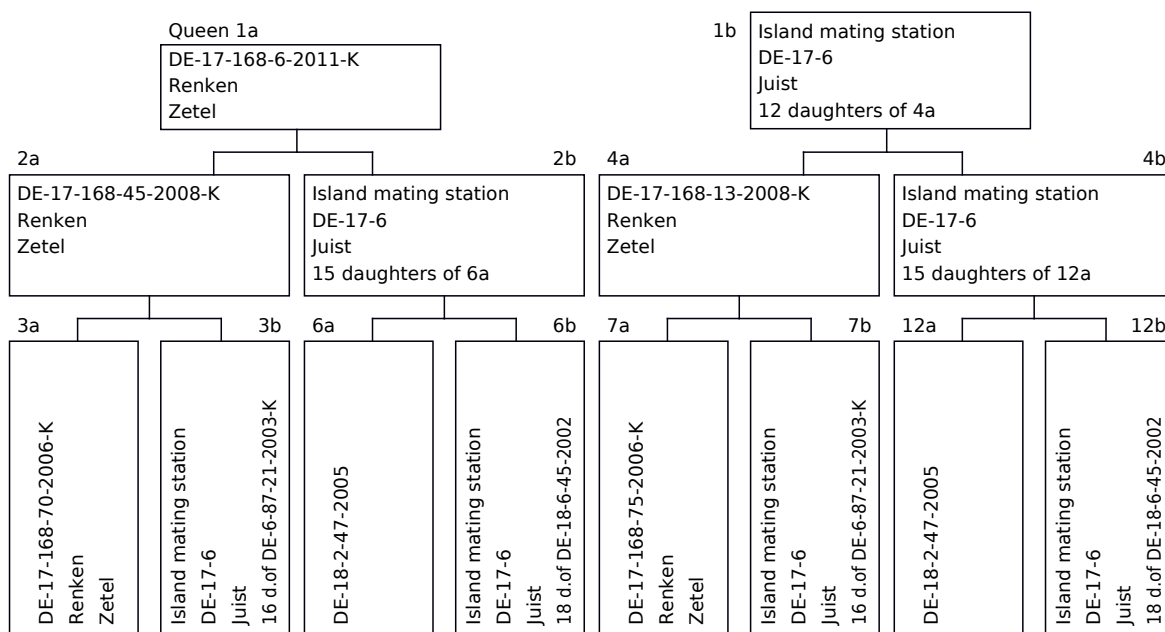 Queen 1a
DE-17-168-6-2011-K
Renken
Zetel
1b
Island mating station
DE-17-6
Juist
12 daughters of 4a
2a
DE-17-168-45-2008-K
Renken
Zetel
2b
Island mating station
DE-17-6
Juist
15 daughters of 6a
4a
DE-17-168-13-2008-K
Renken
Zetel
4b
Island mating station
DE-17-6
Juist
15 daughters of 12a
3a
DE-17-168-70-2006-K
Renken
Zetel
3b
Island mating station
DE-17-6
Juist
16 d.of DE-6-87-21-2003-K
6a
DE-18-2-47-2005
6b
Island mating station
DE-17-6
Juist
18 d.of DE-18-6-45-2002
7a
DE-17-168-75-2006-K
Renken
Zetel
7b
Island mating station
DE-17-6
Juist
16 d.of DE-6-87-21-2003-K
12a
DE-18-2-47-2005
12b
Island mating station
DE-17-6
Juist
18 d.of DE-18-6-45-2002